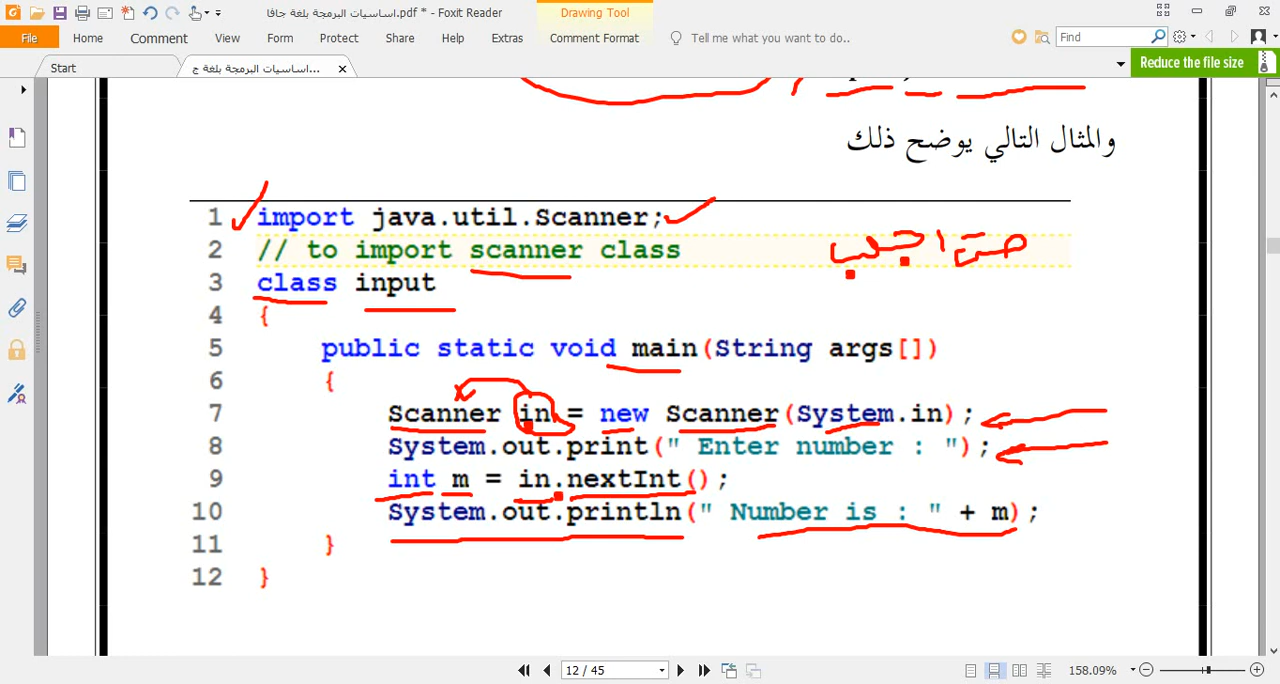 اساسيات البرمجة بلغة جافا.pdf * - Foxit Reader
Drawing Tool
File
Home
Comment
View
Form
Protect
Share
Help
Extras
Comment Format
Tell me what you want to do..
Find
Start
اساسيات البرمجة بلغة ج...
Reduce the file size
والمثال التالي يوضح ذلك
1 import java.util.Scanner;
2 // to import scanner class
3 class input
4 {
5 public static void main(String args[])
6 {
7 Scanner in = new Scanner(System.in);
8 System.out.print(" Enter number : ");
9 int m = in.nextInt();
10 System.out.println(" Number is : " + m);
11 }
12 }
12 / 45
158.09%